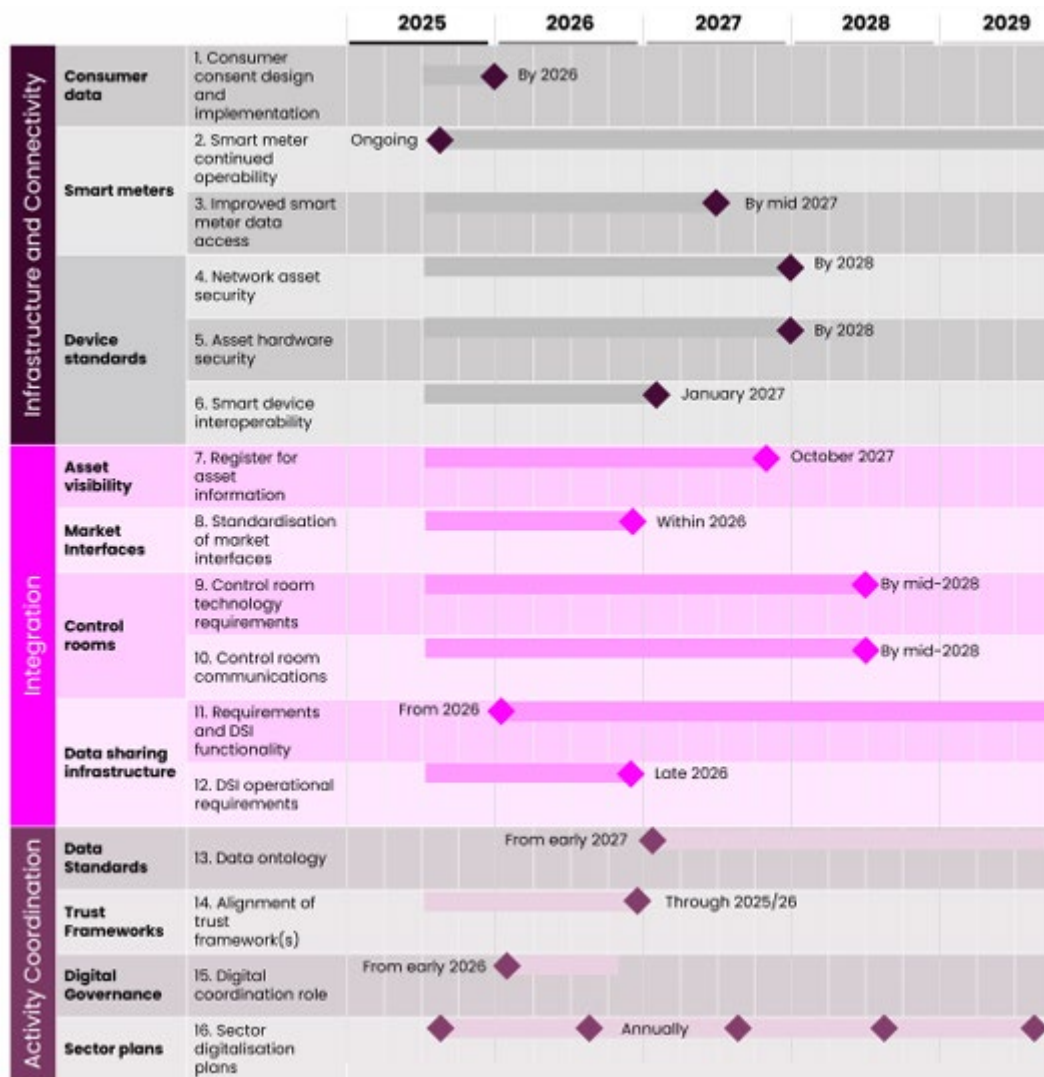 2025 2026 2027 2028 2029
Infrastructure and Connectivity
Consumer
data
1. Consumer
consent design
and
implementation
By 2026
Smart meters
2. Smart meter
continued
operability
Ongoing
3. Improved smart
meter data
access
By mid 2027
Device
standards
4. Network asset
security
By 2028
5. Asset hardware
security
By 2028
6. Smart device
interoperability
January 2027
Integration
Asset
visibility
7. Register for
asset
information
October 2027
Market
Interfaces
8. Standardisation
of market
interfaces
Within 2026
Control
rooms
9. Control room
technology
requirements
By mid-2028
10. Control room
communications
By mid-2028
Data sharing
infrastructure
11. Requirements
and DSI
functionality
From 2026
12. DSI operational
requirements
Late 2026
Activity Coordination
Data
Standards
13. Data ontology
From early 2027
Trust
Frameworks
14. Alignment of
trust
framework(s)
Through 2025/26
Digital
Governance
15. Digital
coordination role
From early 2026
Sector plans
16. Sector
digitalisation
plans
Annually